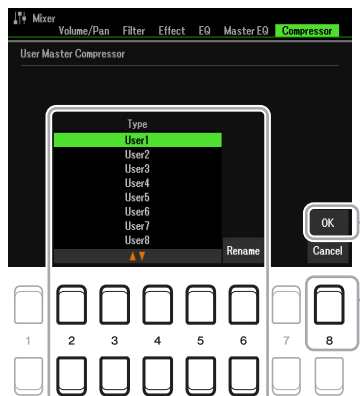 Mixer
Volume/Pan Filter Effect EQ Master EQ Compressor
User Master Compressor
Type
User1
User2
User3
User4
User5
User6
User7
User8
OK
Rename
Cancel
1 2 3 4 5 6 7 8